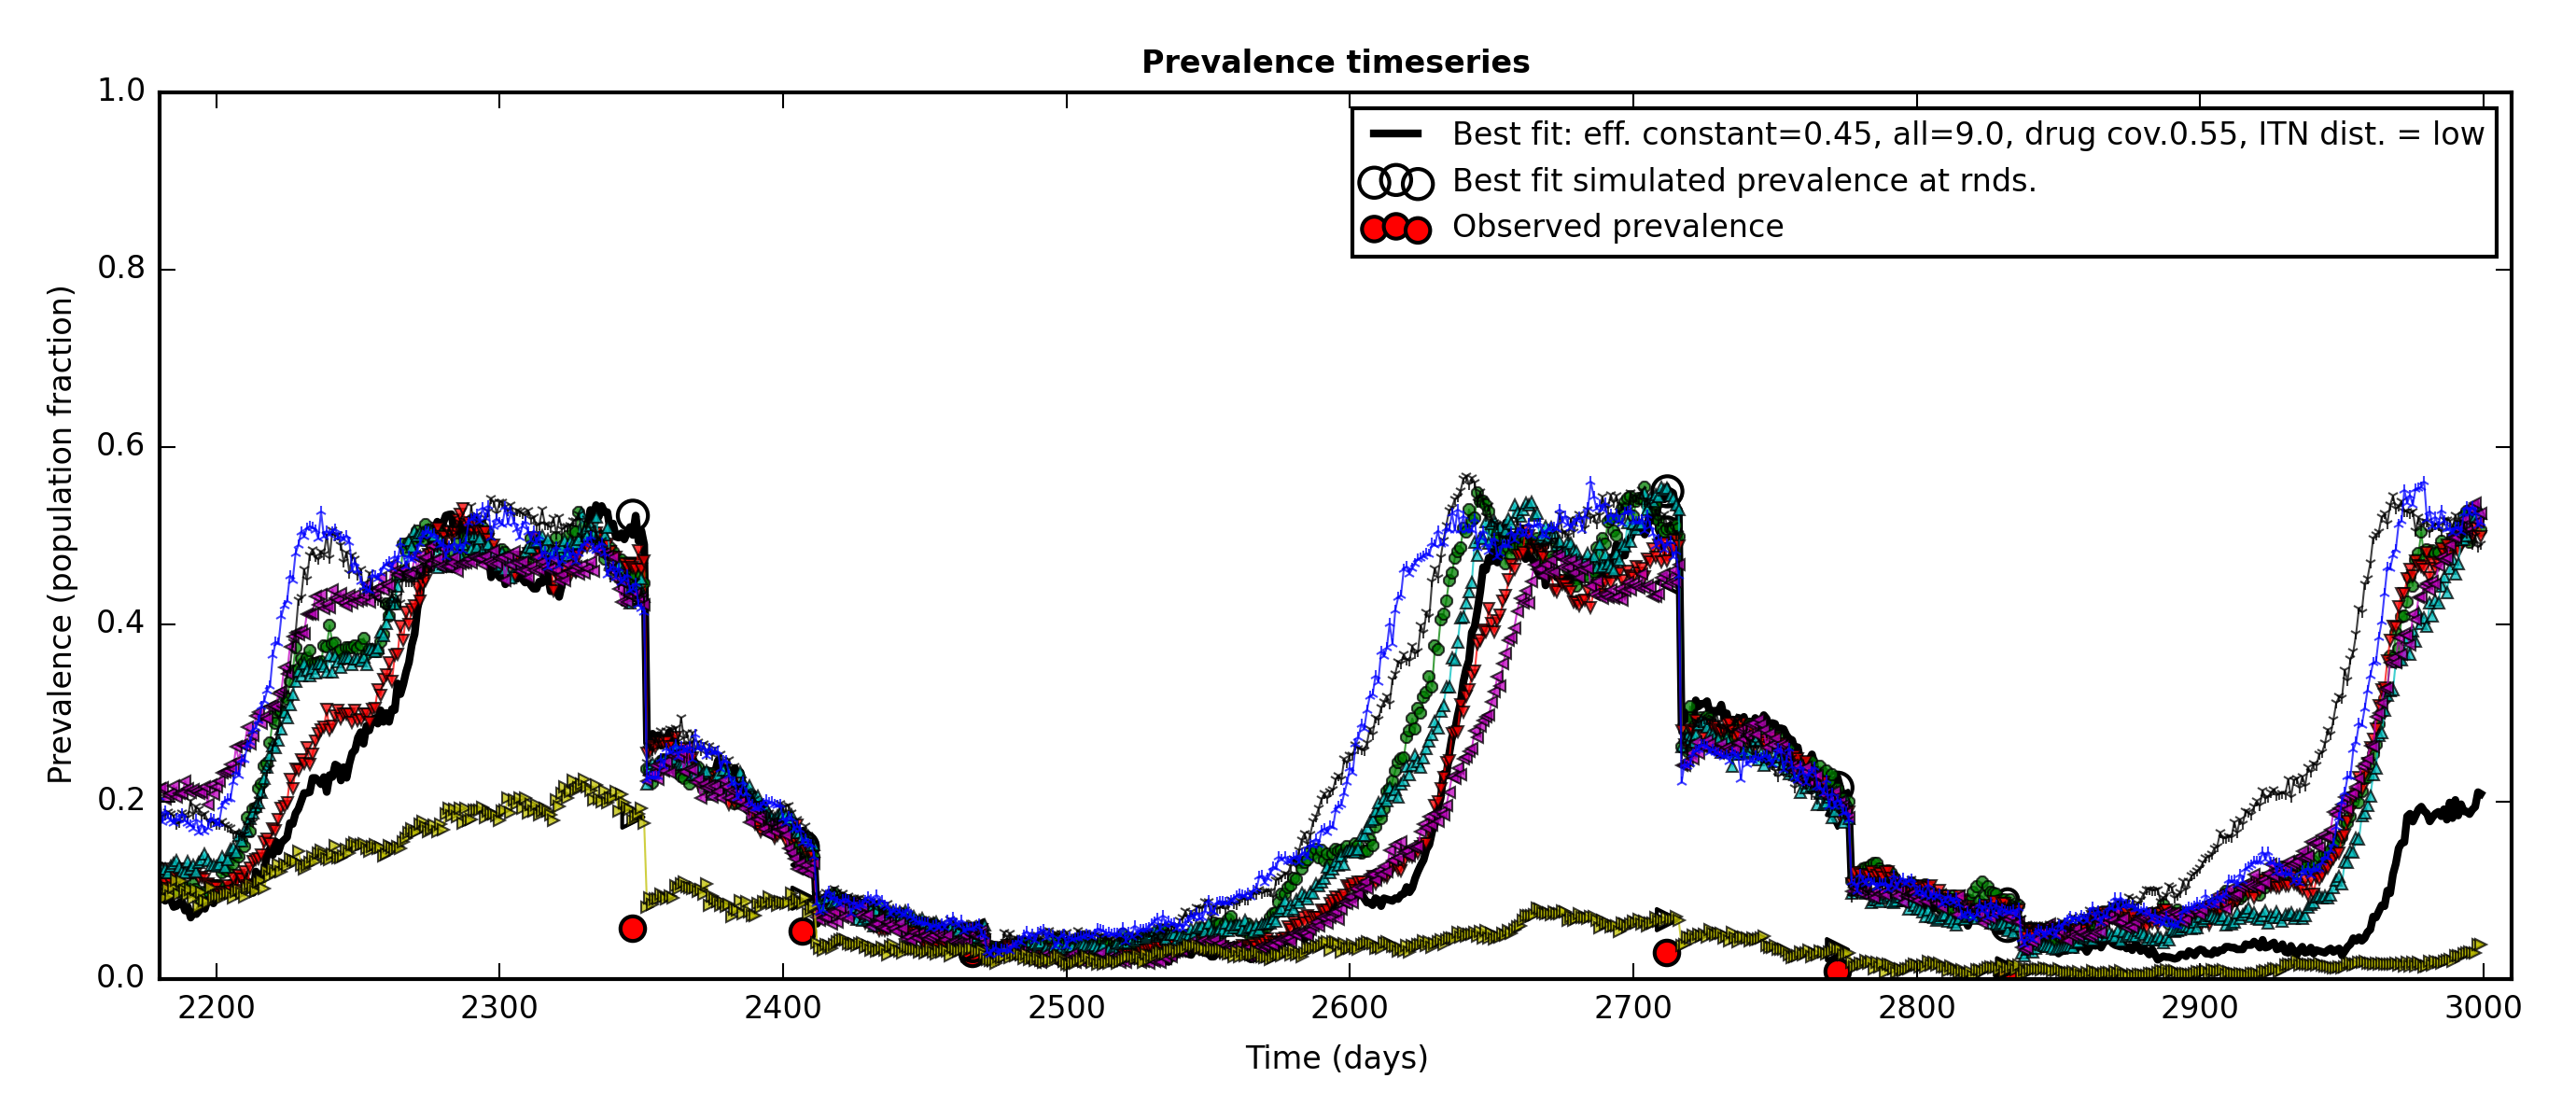 Prevalence timeseries
1.0
0.8
0.6
0.4
0.2
0.0
Prevalence (population fraction)
Best fit: eff. constant=0.45, all=9.0, drug cov.0.55, ITN dist. = low
Best fit simulated prevalence at rnds.
Observed prevalence
2200 2300 2400 2500 2600 2700 2800 2900 3000
Time (days)